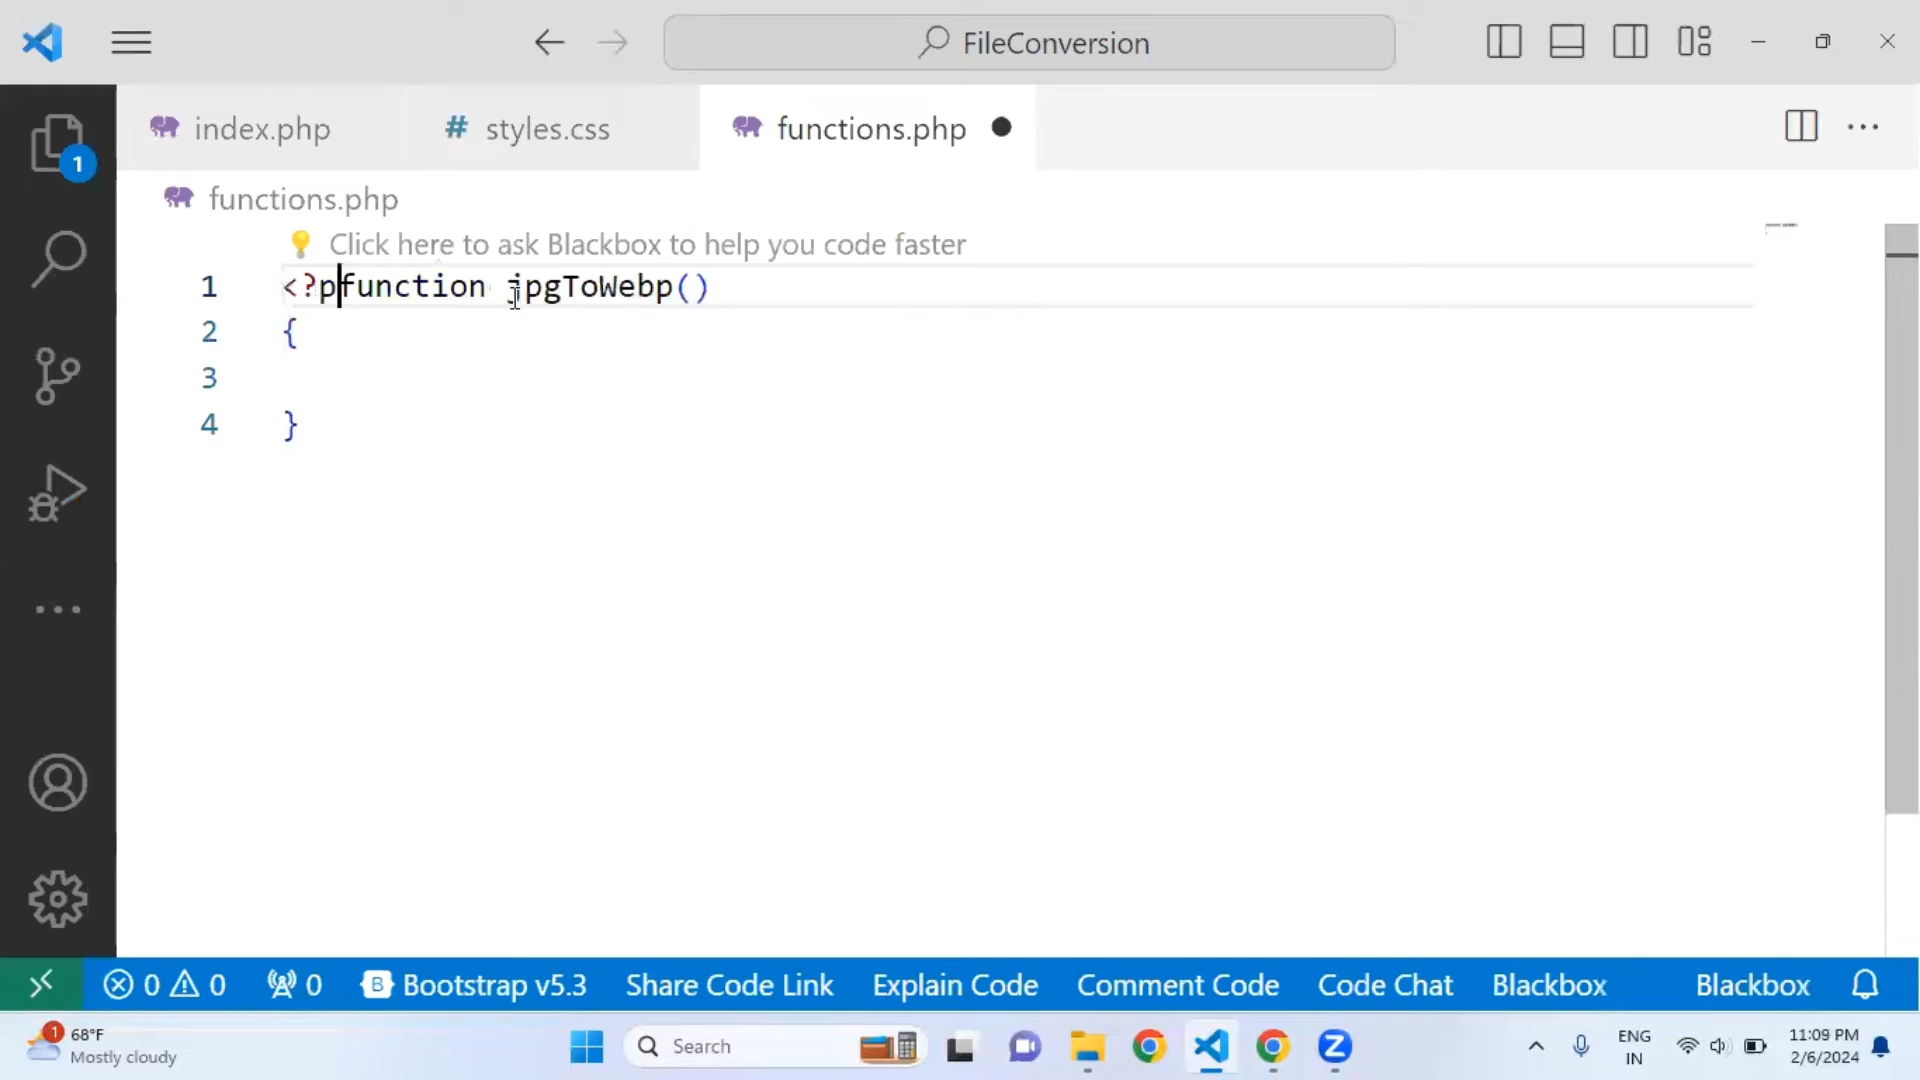 FileConversion
index.php
# styles.css
functions.php
1
functions.php
Click here to ask Blackbox to help you code faster
1 <?pfunction jpgToWebp()
2 {
3
4 }
0 0 0 B Bootstrap v5.3 Share Code Link Explain Code Comment Code Code Chat Blackbox Blackbox
1 68°F
Mostly cloudy
Search
ENG
IN
11:09 PM
2/6/2024